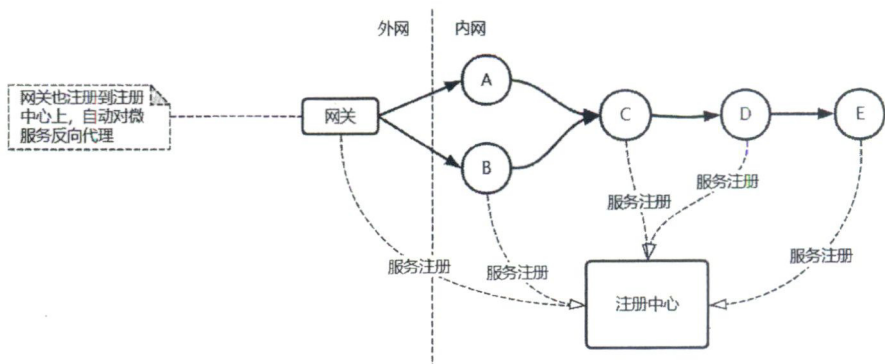 外网
内网
网关也注册到注册
中心上，自动对微
服务反向代理
网关
A
B
C
D
E
服务注册
服务注册
服务注册
服务注册
服务注册
注册中心